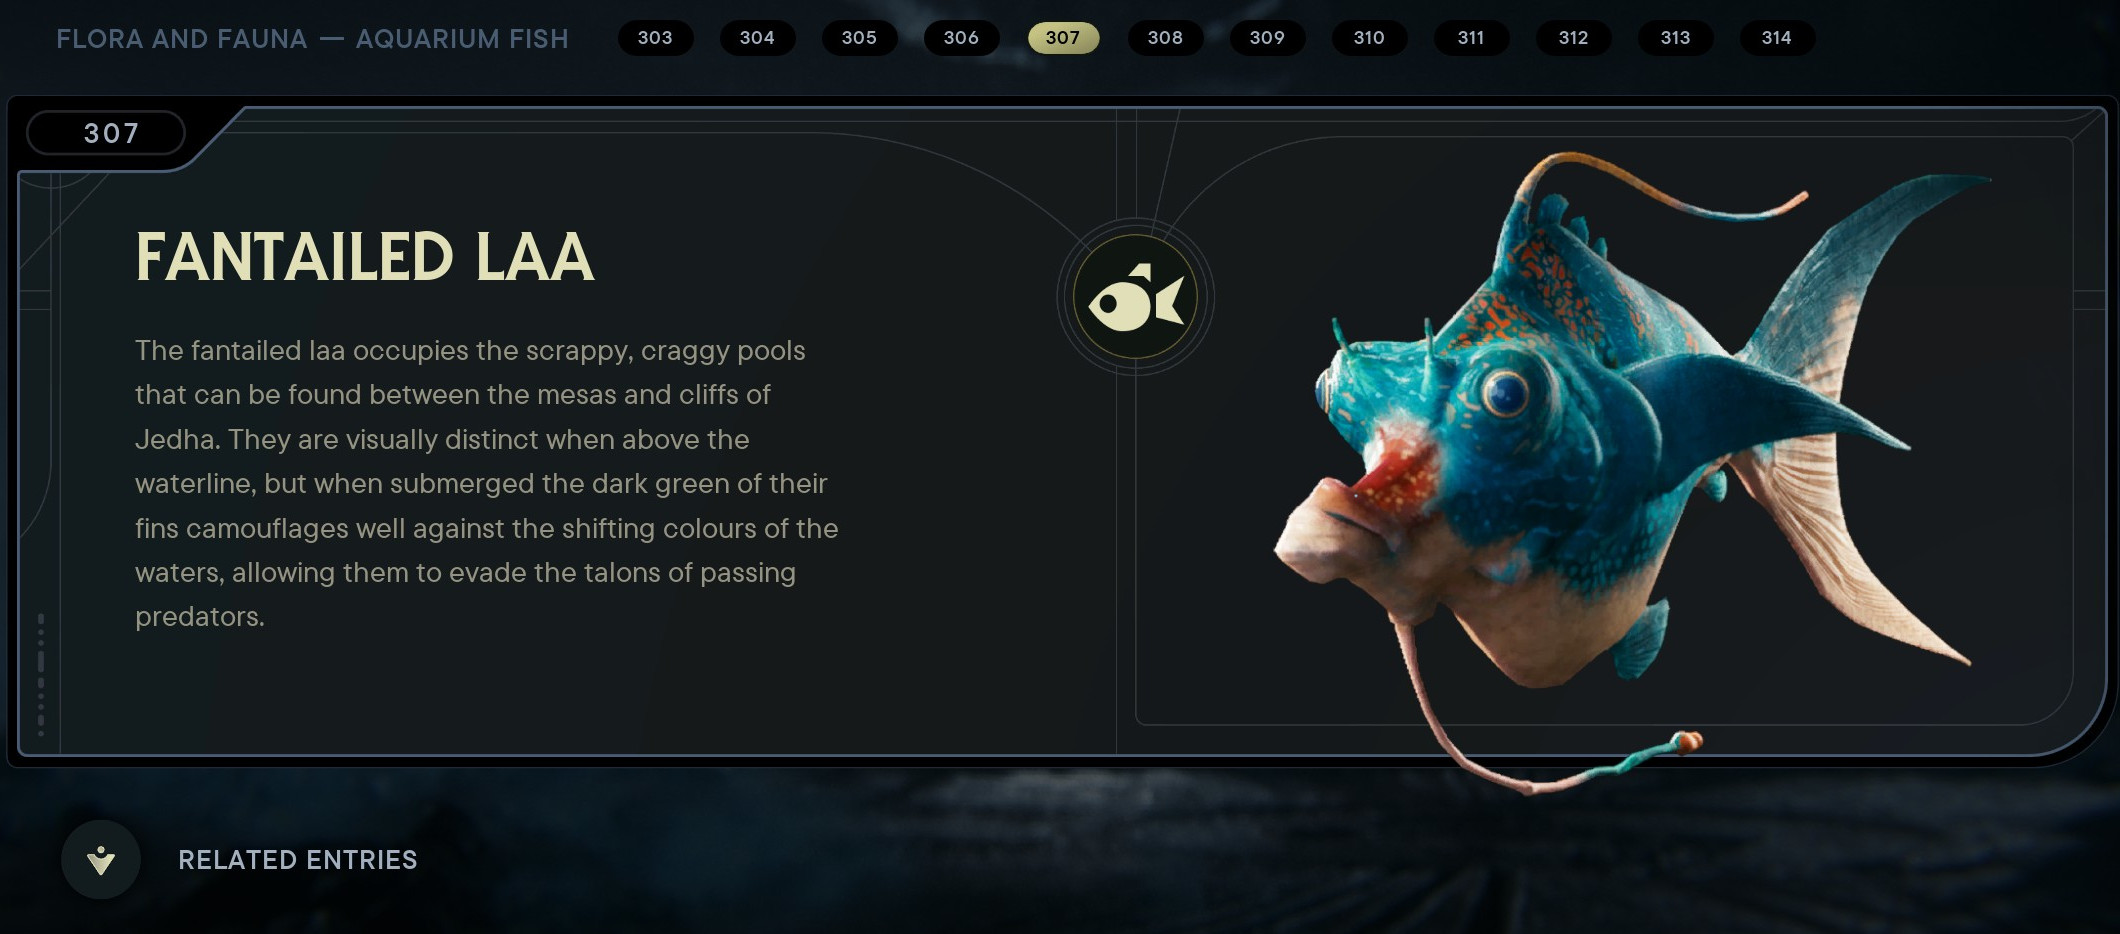 FLORA AND FAUNA — AQUARIUM FISH 303 304 305 306 307 308 309 310 311 312 313 314
307
FANTAILED LAA
The fantailed laa occupies the scrappy, craggy pools
that can be found between the mesas and cliffs of
Jedha. They are visually distinct when above the
waterline, but when submerged the dark green of their
fins camouflages well against the shifting colours of the
waters, allowing them to evade the talons of passing
predators.
RELATED ENTRIES